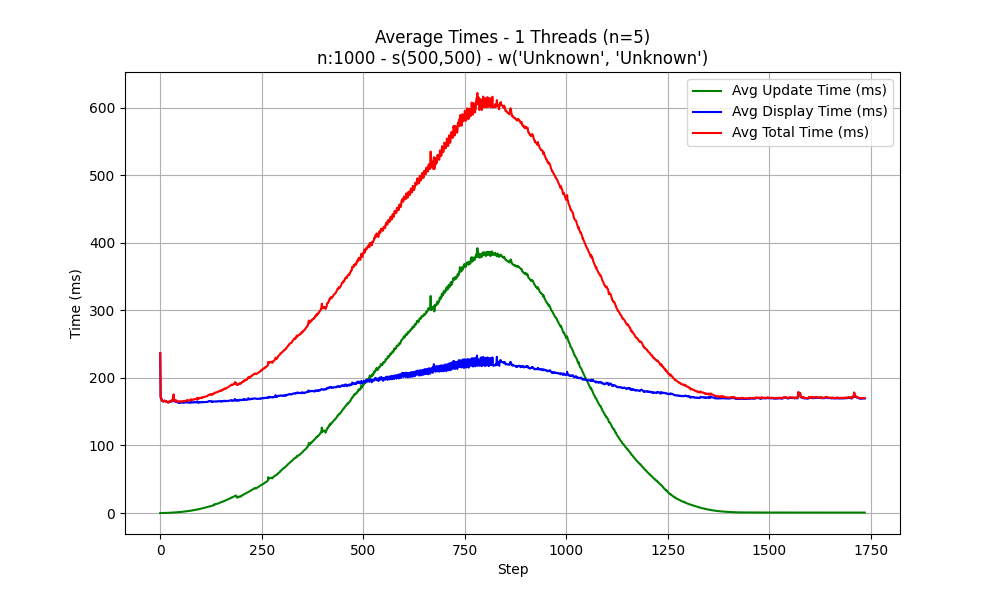 Average Times - 1 Threads (n=5)
n:1000 - s(500,500) - w('Unknown', 'Unknown')
Avg Update Time (ms)
Avg Display Time (ms)
Avg Total Time (ms)
Time (ms)
600
500
400
300
200
100
0
0 250 500 750 1000 1250 1500 1750
Step